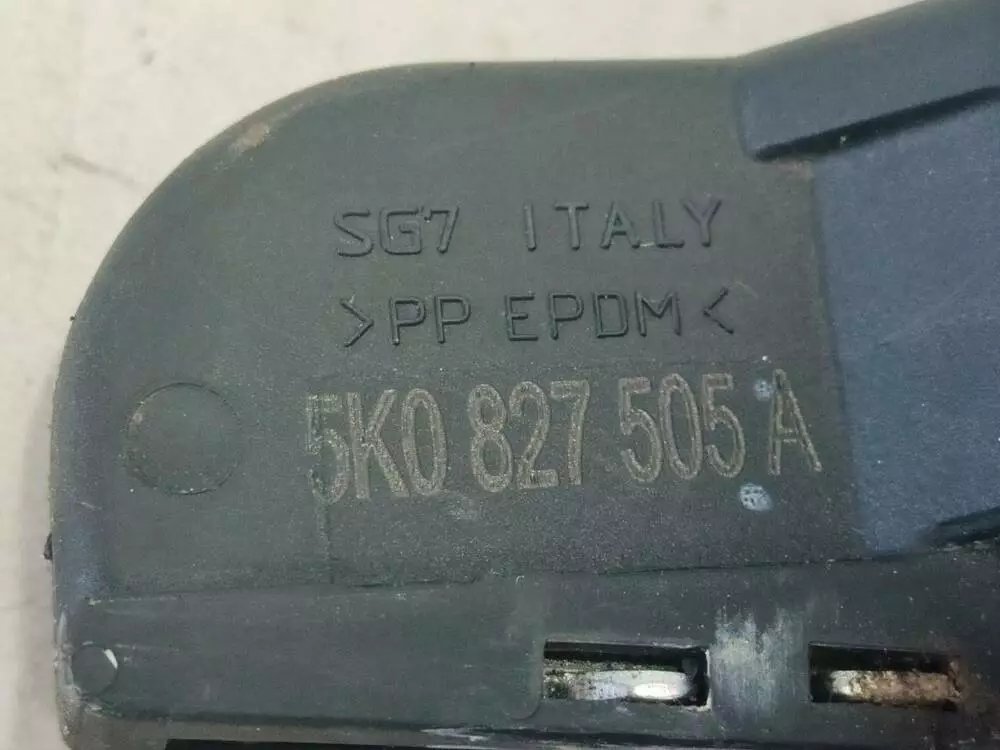 SG7 ITALY
>PP EPDM<
5K0 827 505 A